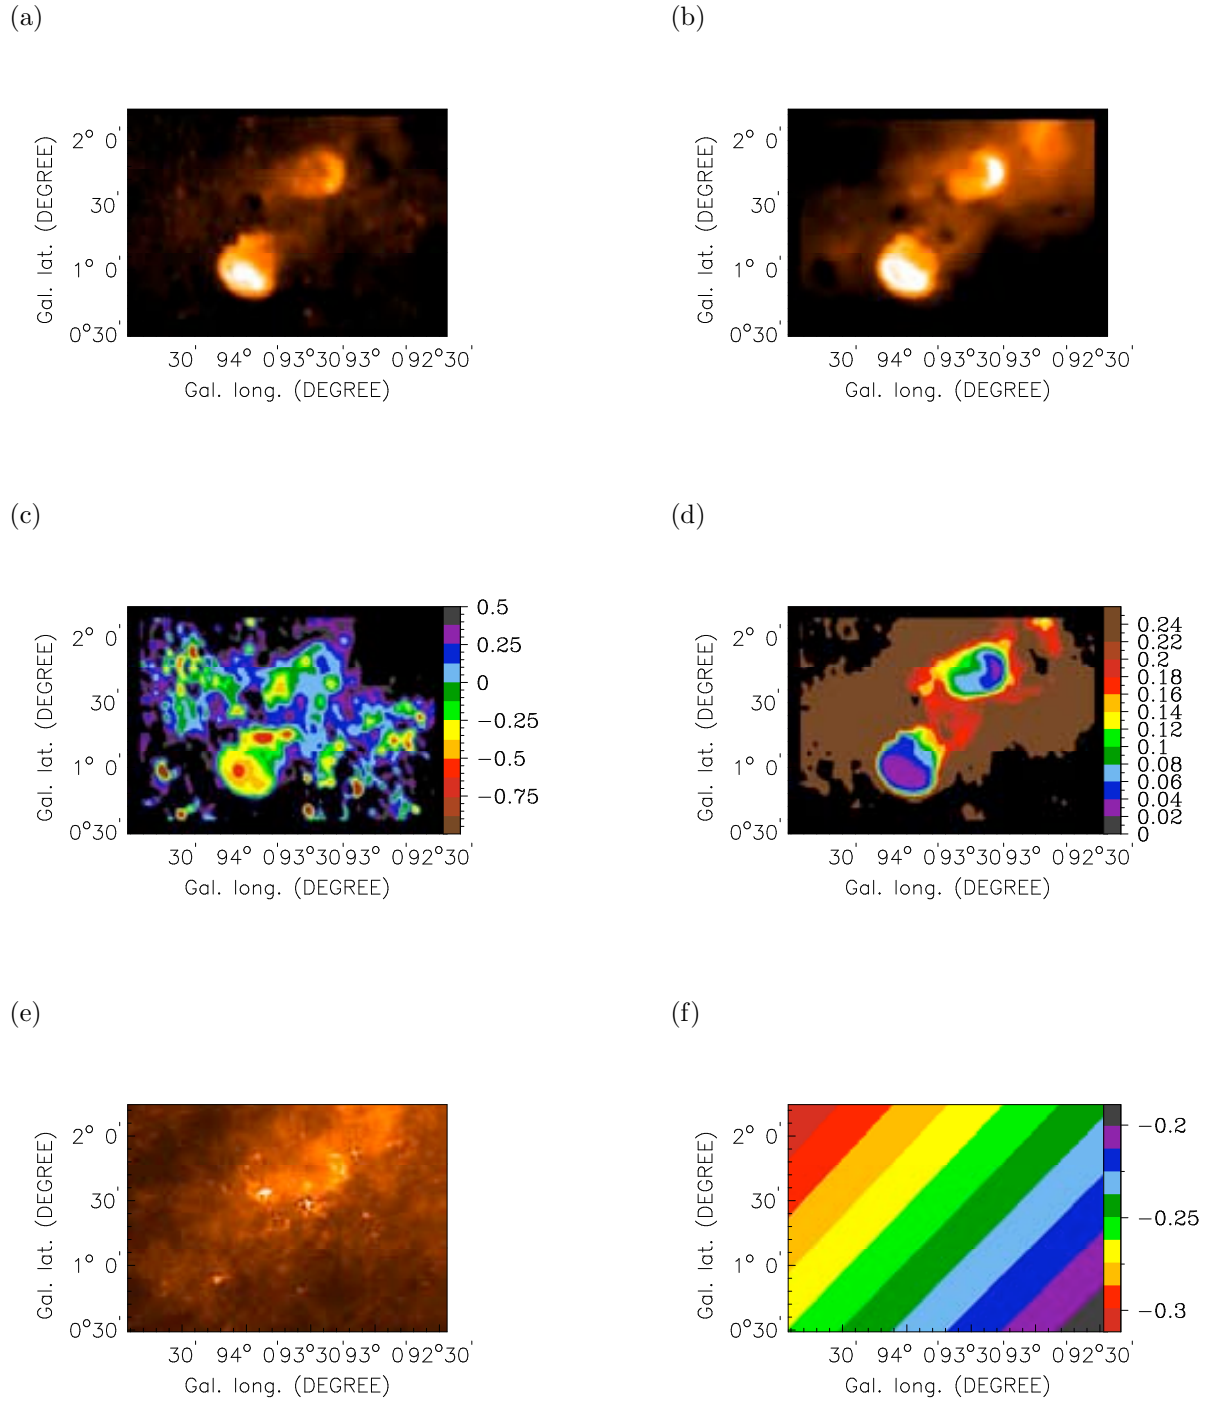 (a) (b)
2° 0' 2° 0'
30' 30'
1° 0' 1° 0'
0°30' 0°30'
Gal. lat. (DEGREE) Gal. lat. (DEGREE)
30' 94° 0'93°30'93° 0'92°30' 30' 94° 0'93°30'93° 0'92°30'
Gal. long. (DEGREE) Gal. long. (DEGREE)
(c) (d)
2° 0' 2° 0'
30' 30'
1° 0' 1° 0'
0°30' 0°30'
Gal. lat. (DEGREE) Gal. lat. (DEGREE)
0.5
0.25
0
−0.25
−0.5
−0.75
0.24
0.22
0.2
0.18
0.16
0.14
0.12
0.1
0.08
0.06
0.04
0.02
0
30' 94° 0'93°30'93° 0'92°30' 30' 94° 0'93°30'93° 0'92°30'
Gal. long. (DEGREE) Gal. long. (DEGREE)
(e) (f)
2° 0' 2° 0'
30' 30'
1° 0' 1° 0'
0°30' 0°30'
Gal. lat. (DEGREE) Gal. lat. (DEGREE)
−0.2
−0.25
−0.3
30' 94° 0'93°30'93° 0'92°30' 30' 94° 0'93°30'93° 0'92°30'
Gal. long. (DEGREE) Gal. long. (DEGREE)